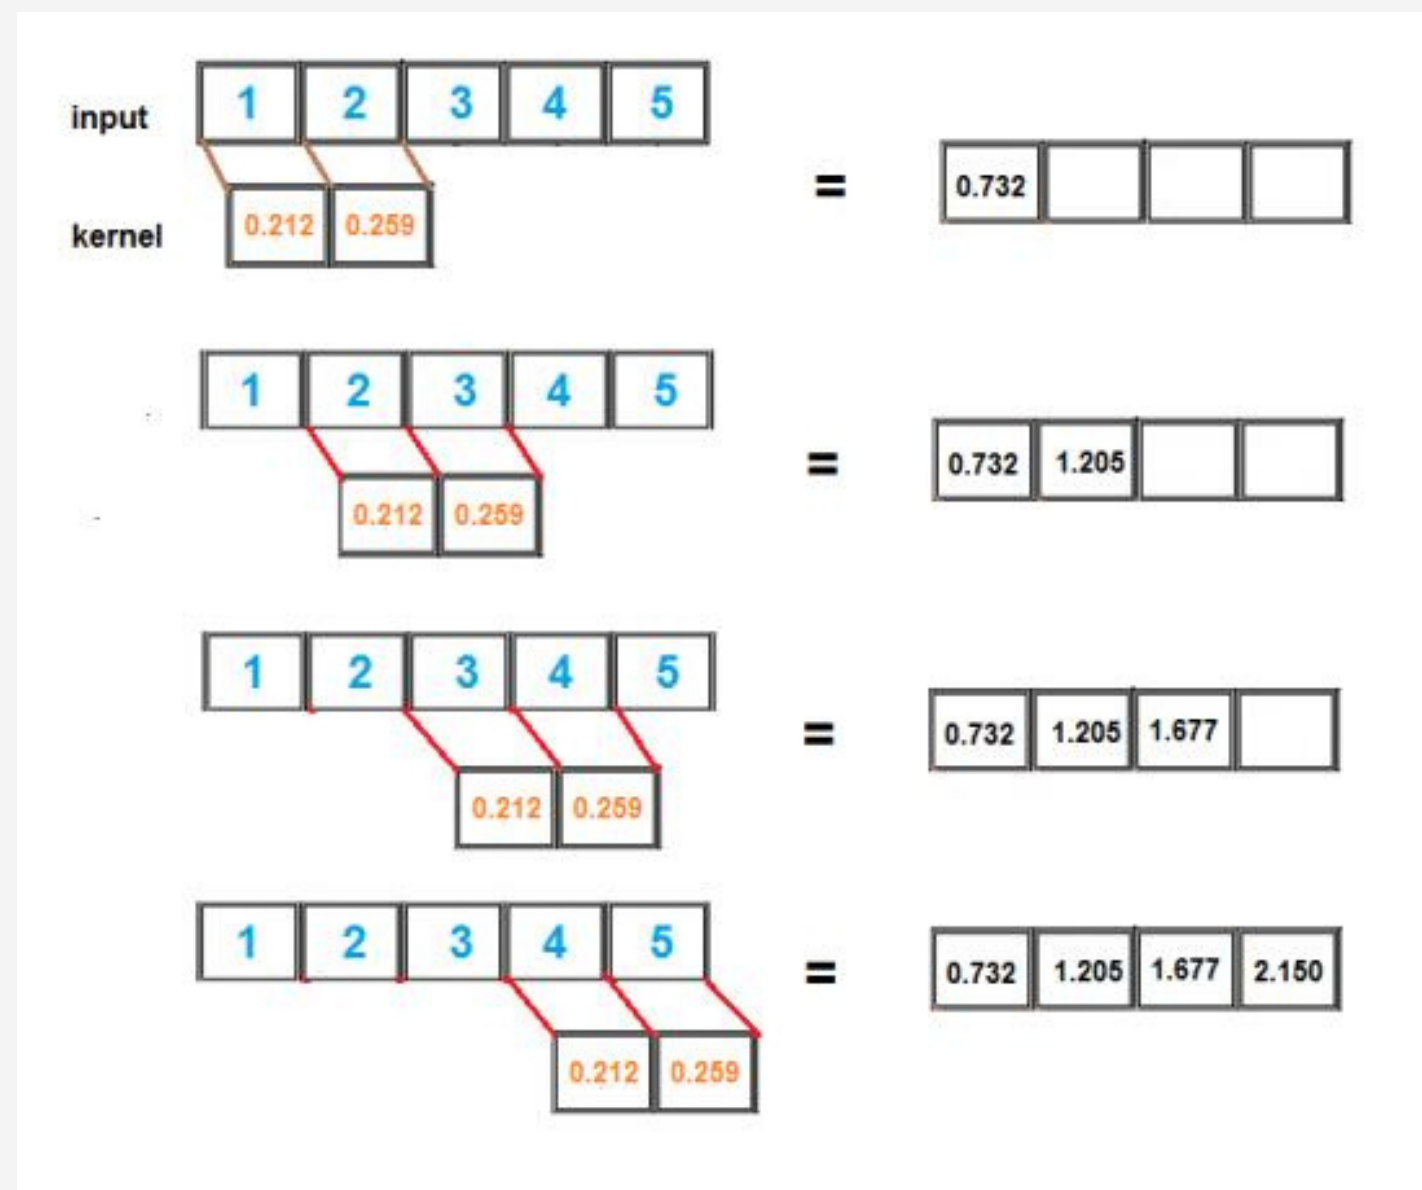 input 1 2 3 4 5
kernel 0.212 0.259
= 0.732
1 2 3 4 5
0.212 0.259
= 0.732 1.205
1 2 3 4 5
0.212 0.259
= 0.732 1.205 1.677
1 2 3 4 5
0.212 0.259
= 0.732 1.205 1.677 2.150